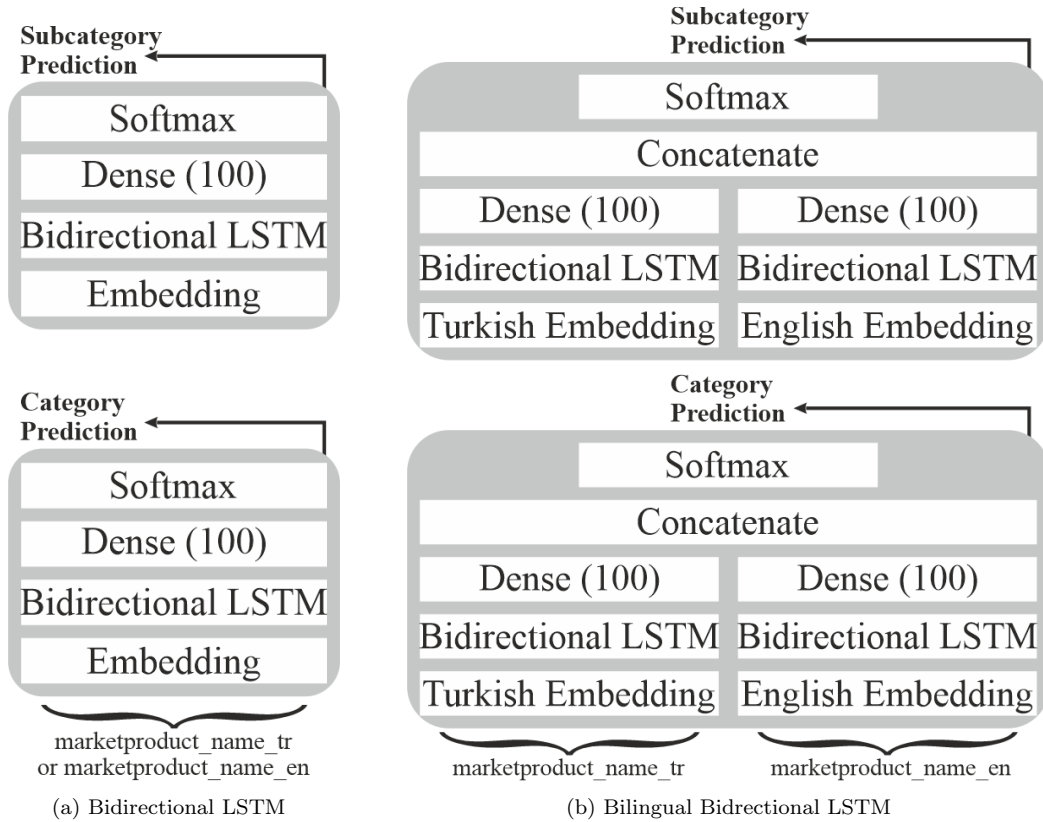 Subcategory
Prediction
Softmax
Dense (100)
Bidirectional LSTM
Embedding
Category
Prediction
Softmax
Dense (100)
Bidirectional LSTM
Embedding
marketproduct_name_tr
or marketproduct_name_en
(a) Bidirectional LSTM
Subcategory
Prediction
Softmax
Concatenate
Dense (100) Dense (100)
Bidirectional LSTM Bidirectional LSTM
Turkish Embedding English Embedding
Category
Prediction
Softmax
Concatenate
Dense (100) Dense (100)
Bidirectional LSTM Bidirectional LSTM
Turkish Embedding English Embedding
marketproduct_name_tr marketproduct_name_en
(b) Bilingual Bidrectional LSTM